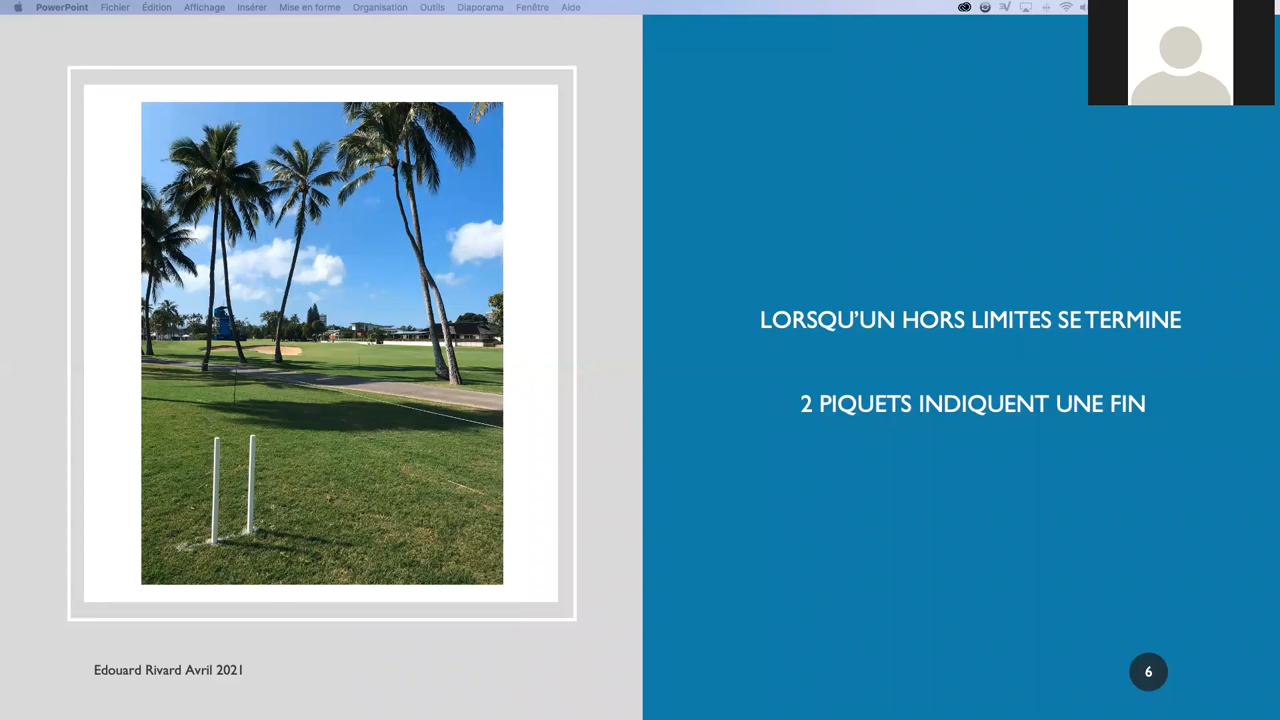 PowerPoint Fichier Édition Affichage Insérer Mise en forme Organisation Outils Diaporama Fenêtre Aide
LORSQU'UN HORS LIMITES SE TERMINE
2 PIQUETS INDIQUENT UNE FIN
Edouard Rivard Avril 2021
6